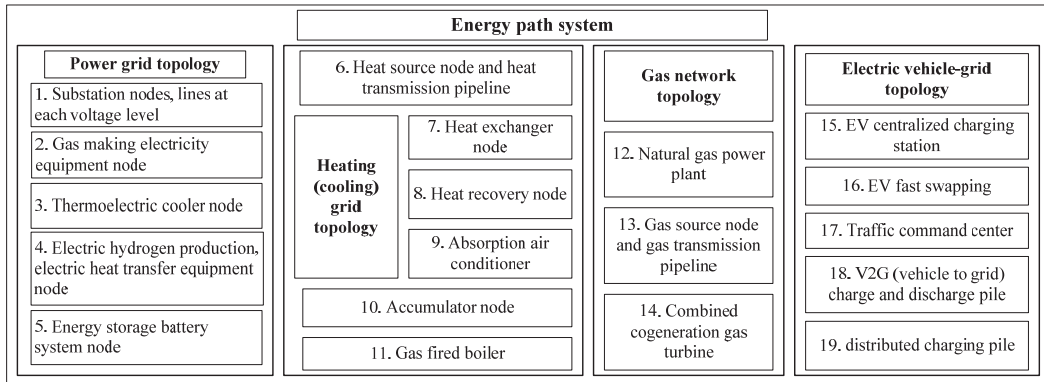 Energy path system
Power grid topology
1. Substation nodes, lines at
each voltage level
2. Gas making electricity
equipment node
3. Thermoelectric cooler node
4. Electric hydrogen production,
electric heat transfer equipment
node
5. Energy storage battery
system node
6. Heat source node and heat
transmission pipeline
Heating
(cooling)
grid
topology
7. Heat exchanger
node
8. Heat recovery node
9. Absorption air
conditioner
10. Accumulator node
11. Gas fired boiler
Gas network
topology
12. Natural gas power
plant
13. Gas source node
and gas transmission
pipeline
14. Combined
cogeneration gas
turbine
Electric vehicle-grid
topology
15. EV centralized charging
station
16. EV fast swapping
17. Traffic command center
18. V2G (vehicle to grid)
charge and discharge pile
19. distributed charging pile